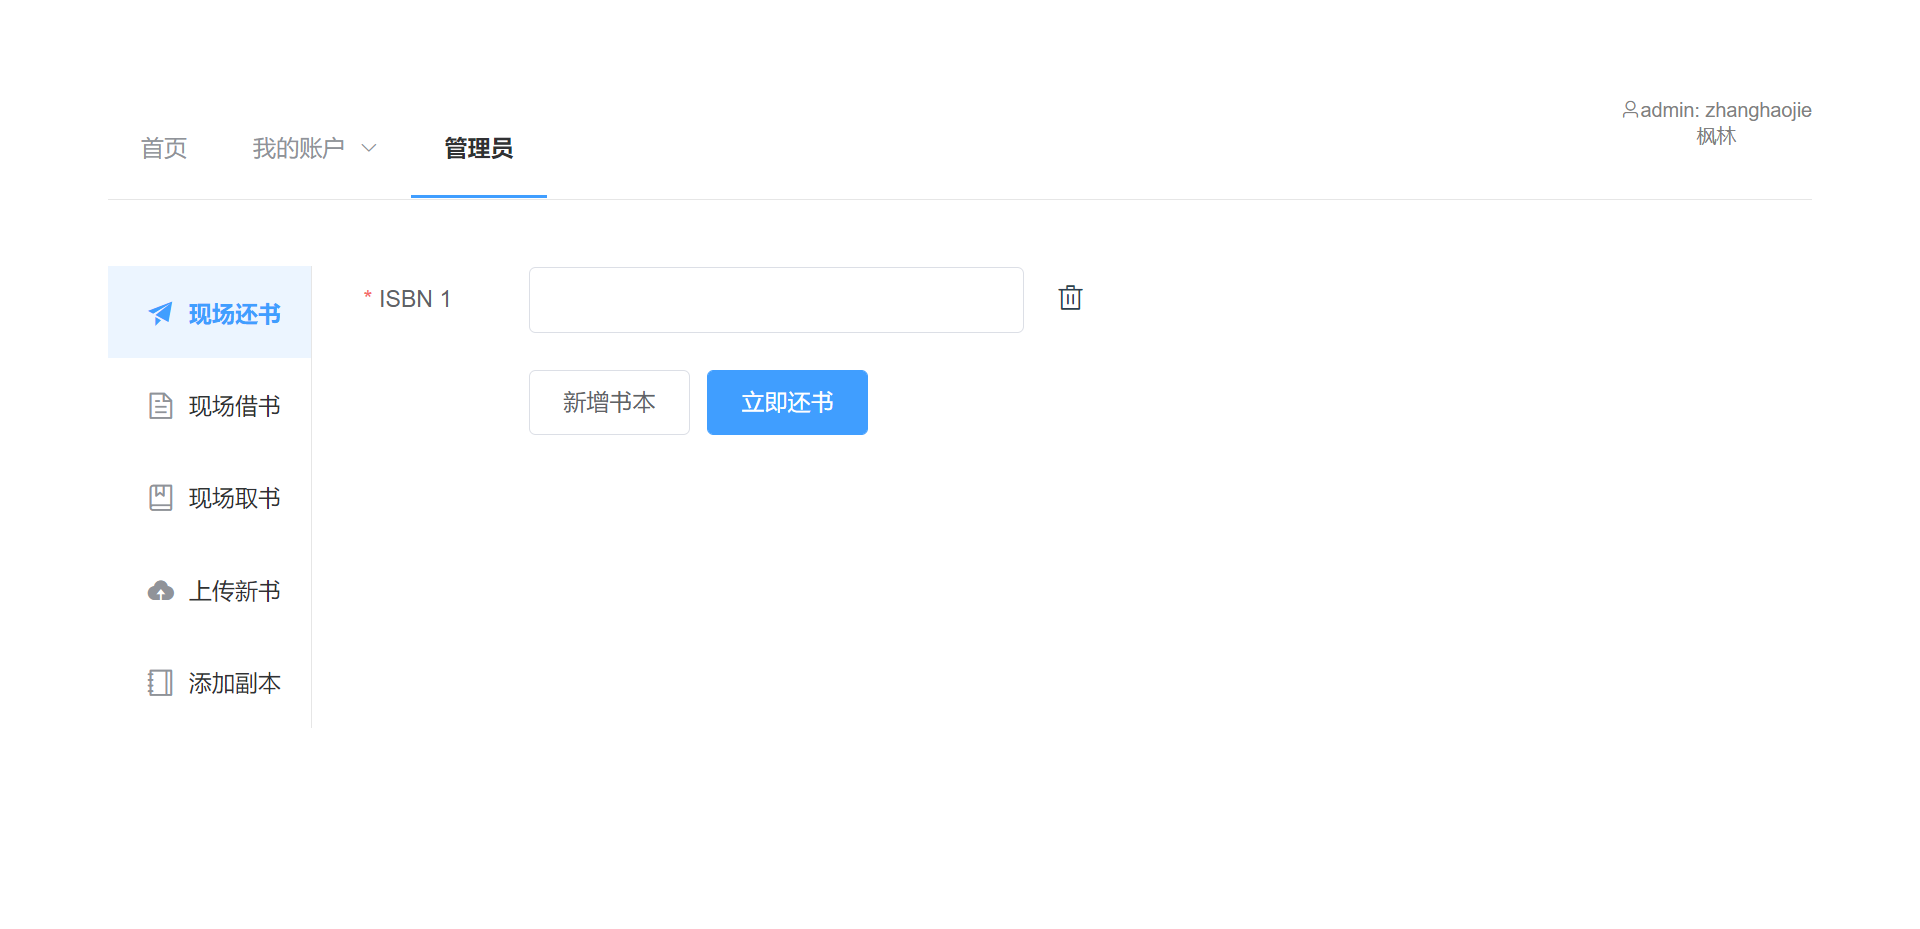 首页
我的账户
管理员
admin: zhanghaojie
枫林
现场还书
现场借书
现场取书
上传新书
添加副本
* ISBN 1
新增书本
立即还书